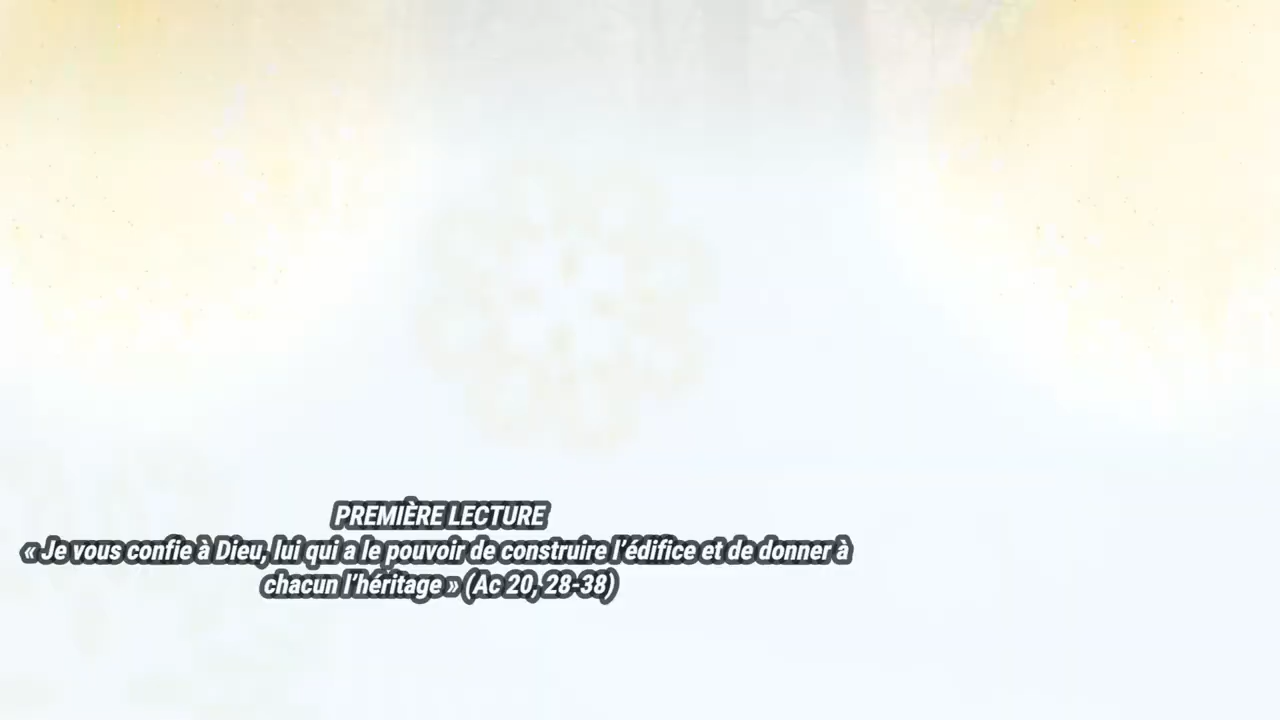 PREMIÈRE LECTURE
« Je vous confie à Dieu, lui qui a le pouvoir de construire l'édifice et de donner à
chacun l'héritage » (Ac 20, 28-38)